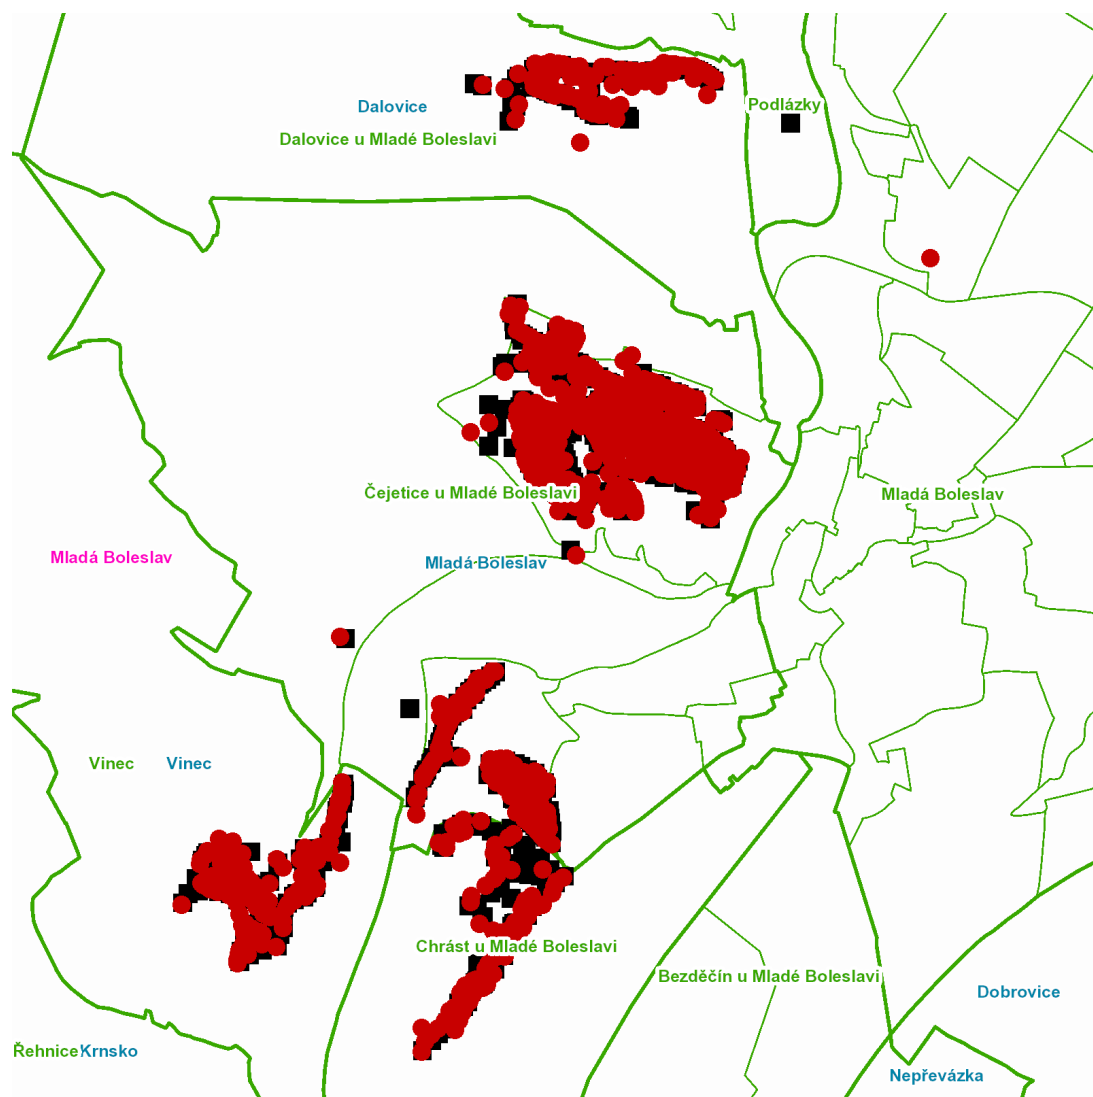 Dalovice
Podlázky
Dalovice u Mladé Boleslavi
Čejetice u Mladé Boleslavi
Mladá Boleslav
Mladá Boleslav
Mladá Boleslav
Vinec
Vinec
Chrást u Mladé Boleslavi
Bezděčín u Mladé Boleslavi
Dobrovice
Řehnice
Krnsko
Nepřevázka